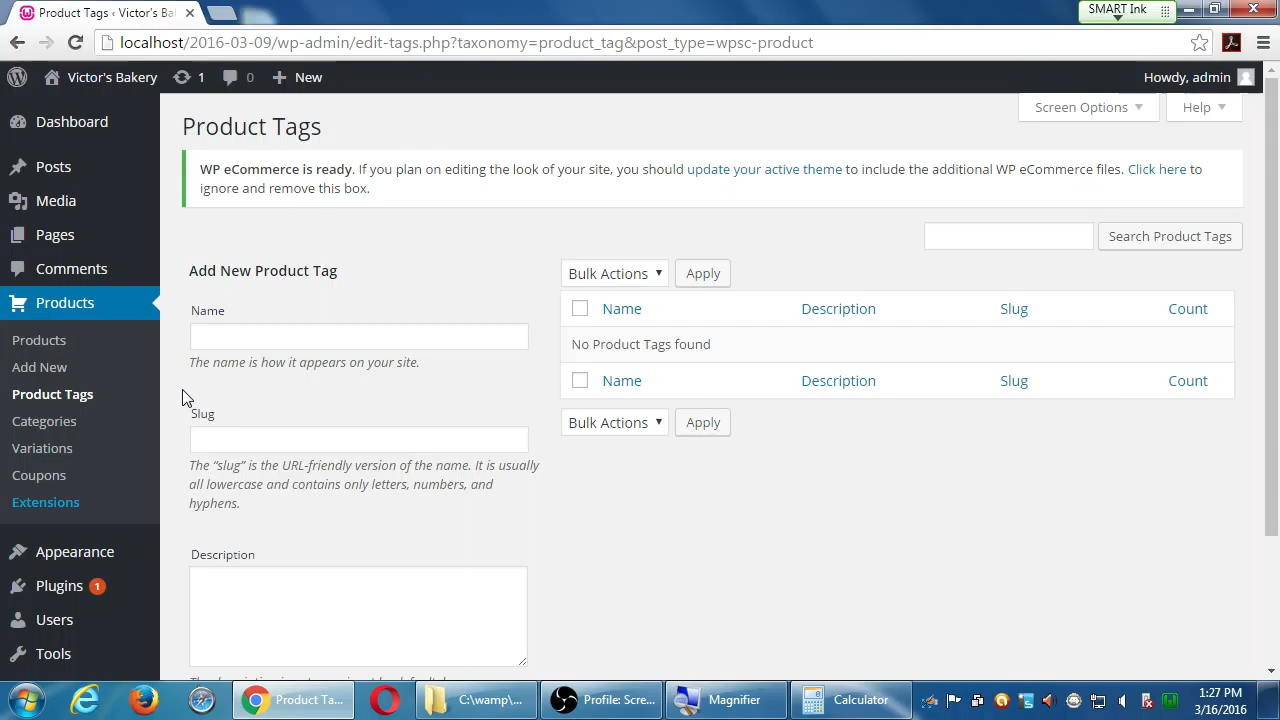 Product Tags ‹ Victor's Ba
SMART Ink
localhost/2016-03-09/wp-admin/edit-tags.php?taxonomy=product_tag&post_type=wpsc-product
Victor's Bakery
1
0
New
Howdy, admin
Screen Options
Help
Dashboard
Posts
Media
Pages
Comments
Products
Products
Add New
Product Tags
Categories
Variations
Coupons
Extensions
Appearance
Plugins 1
Users
Tools
Product Tags
WP eCommerce is ready. If you plan on editing the look of your site, you should update your active theme to include the additional WP eCommerce files. Click here to
ignore and remove this box.
Search Product Tags
Add New Product Tag
Name
The name is how it appears on your site.
Slug
The “slug” is the URL-friendly version of the name. It is usually
all lowercase and contains only letters, numbers, and
hyphens.
Description
Bulk Actions
Apply
Name Description Slug Count
No Product Tags found
Name Description Slug Count
Bulk Actions
Apply
Product Ta...
C:\wamp\...
Profile: Scre...
Magnifier
Calculator
1:27 PM
3/16/2016